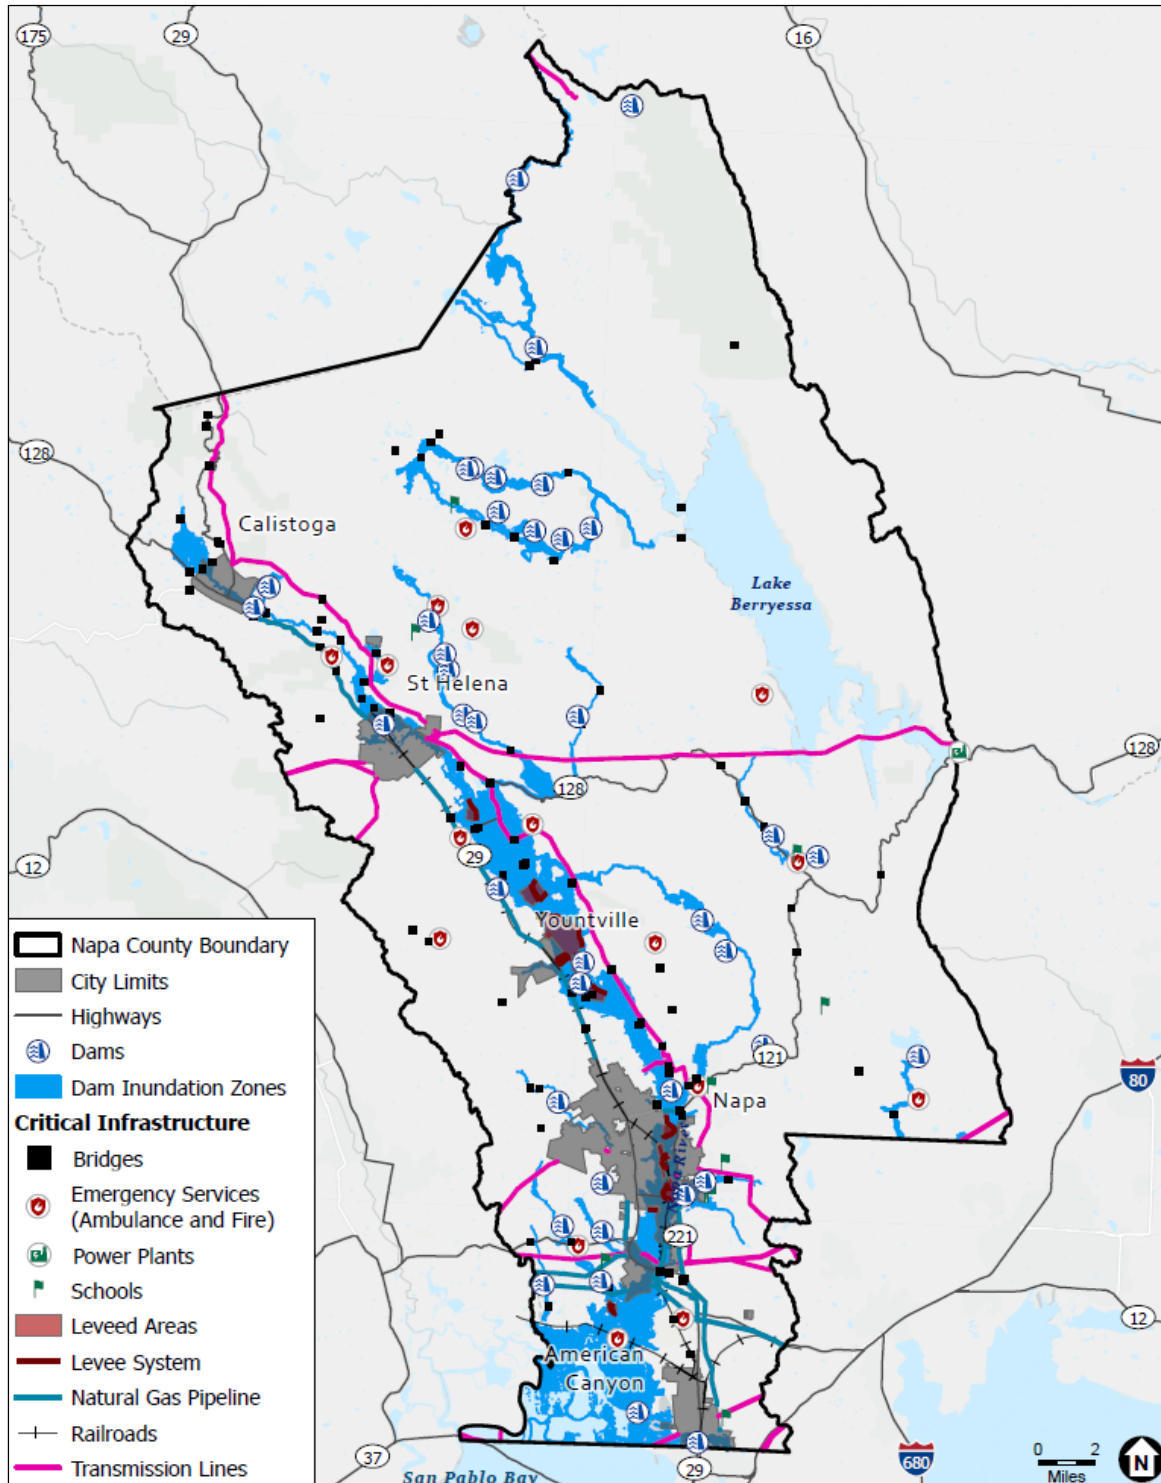 175
29
16
128
Calistoga
Lake
Berryessa
St Helena
128
128
12
29
Yountville
121
80
Napa
Napa River
221
12
American
Canyon
37
29
680
San Pablo Bay
Napa County Boundary
City Limits
Highways
Dams
Dam Inundation Zones
Critical Infrastructure
Bridges
Emergency Services
(Ambulance and Fire)
Power Plants
Schools
Leveed Areas
Levee System
Natural Gas Pipeline
Railroads
Transmission Lines
0 2
Miles
N